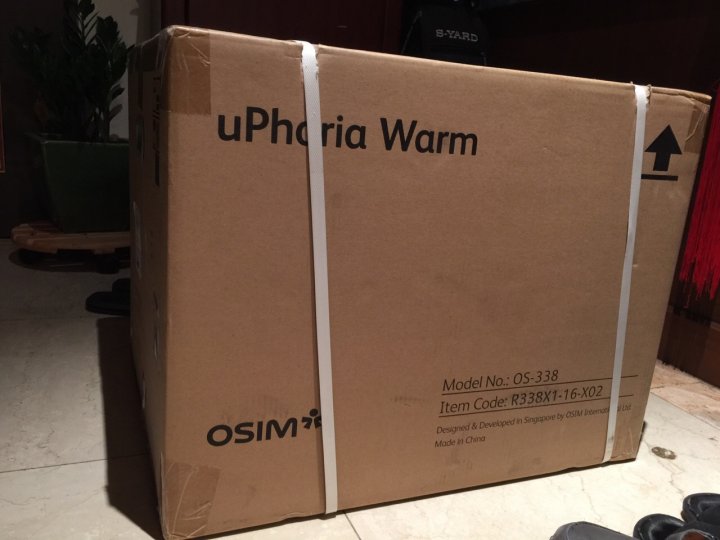 S-YARD
uPhoria Warm
Model No.: OS-338
Item Code: R338X1-16-X02
OSIM
Designed & Developed in Singapore by OSIM International Ltd
Made in China